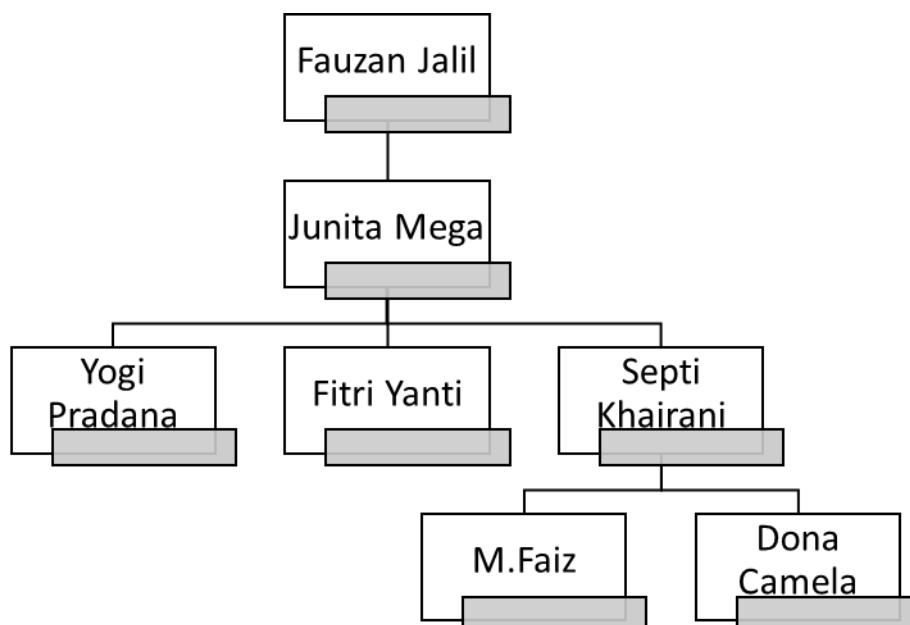 Fauzan Jalil
Junita Mega
Yogi
Pradana
Fitri Yanti
Septi
Khairani
M.Faiz
Dona
Camela